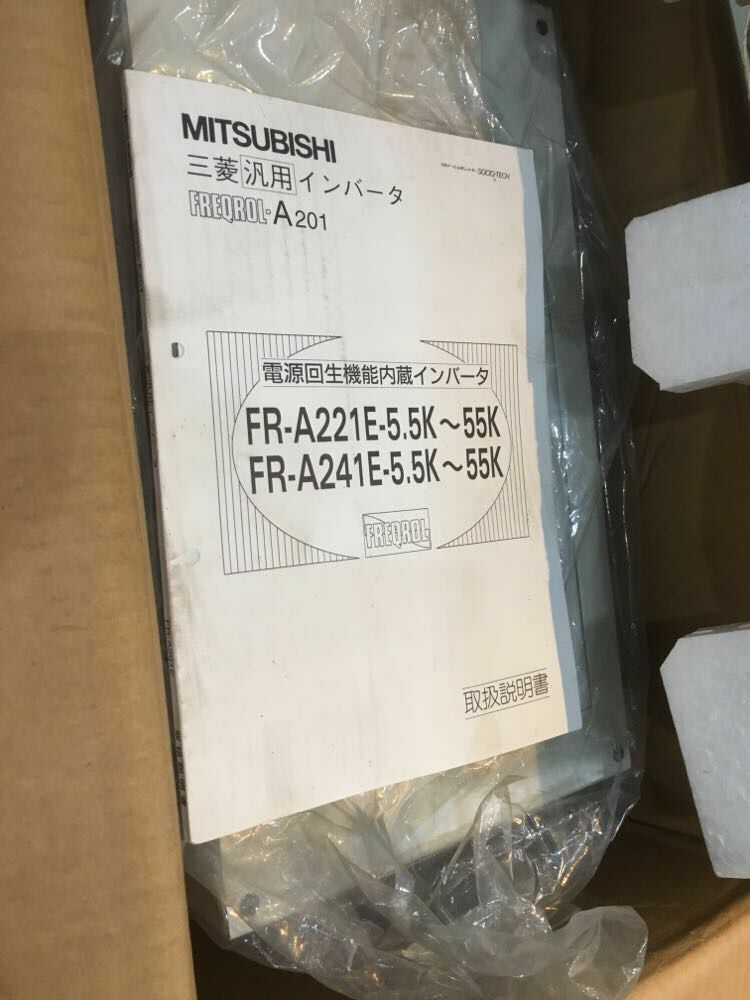 MITSUBISHI
三菱汎用インバータ
FREQROL-A201
SOCIO-TECH
電源回生機能内蔵インバータ
FR-A221E-5.5K～55K
FR-A241E-5.5K～55K
FREQROL
取扱説明書